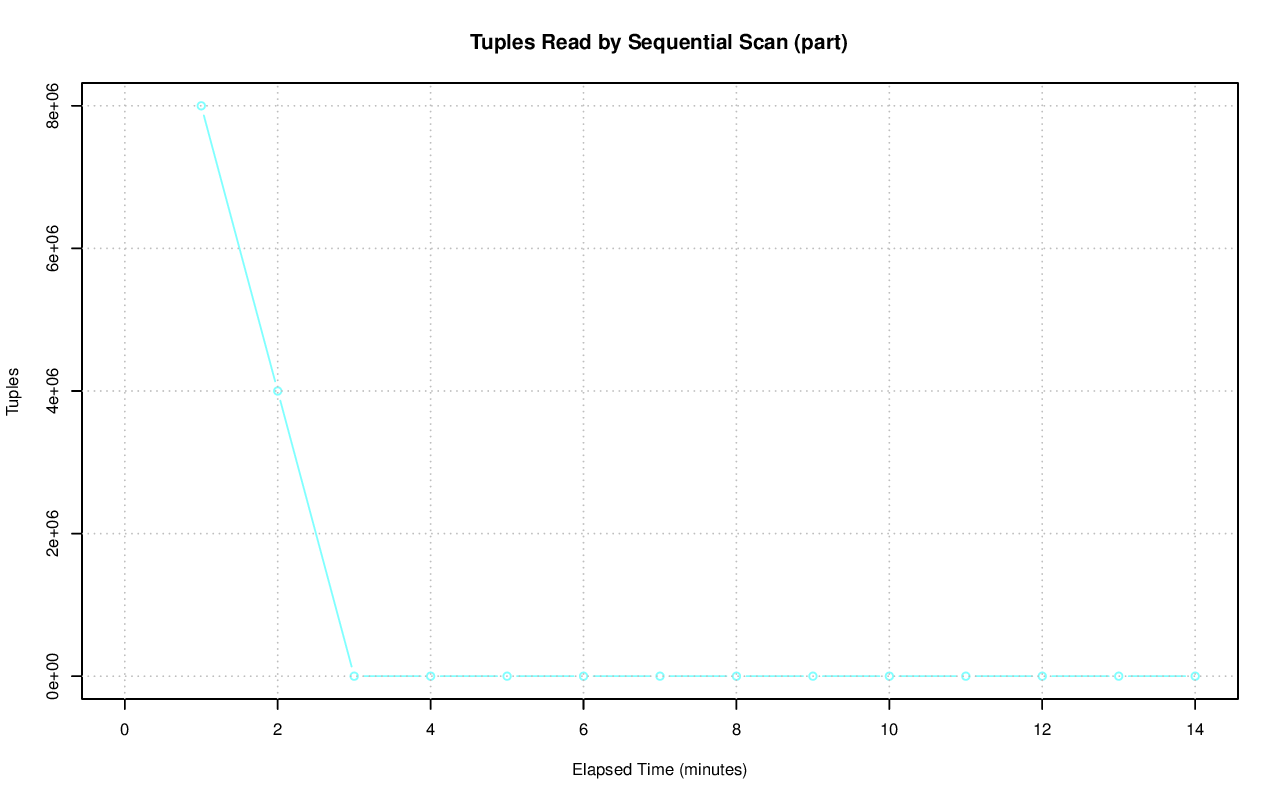 Tuples Read by Sequential Scan (part)
Tuples
8e+06
6e+06
4e+06
2e+06
0e+00
0 2 4 6 8 10 12 14
Elapsed Time (minutes)